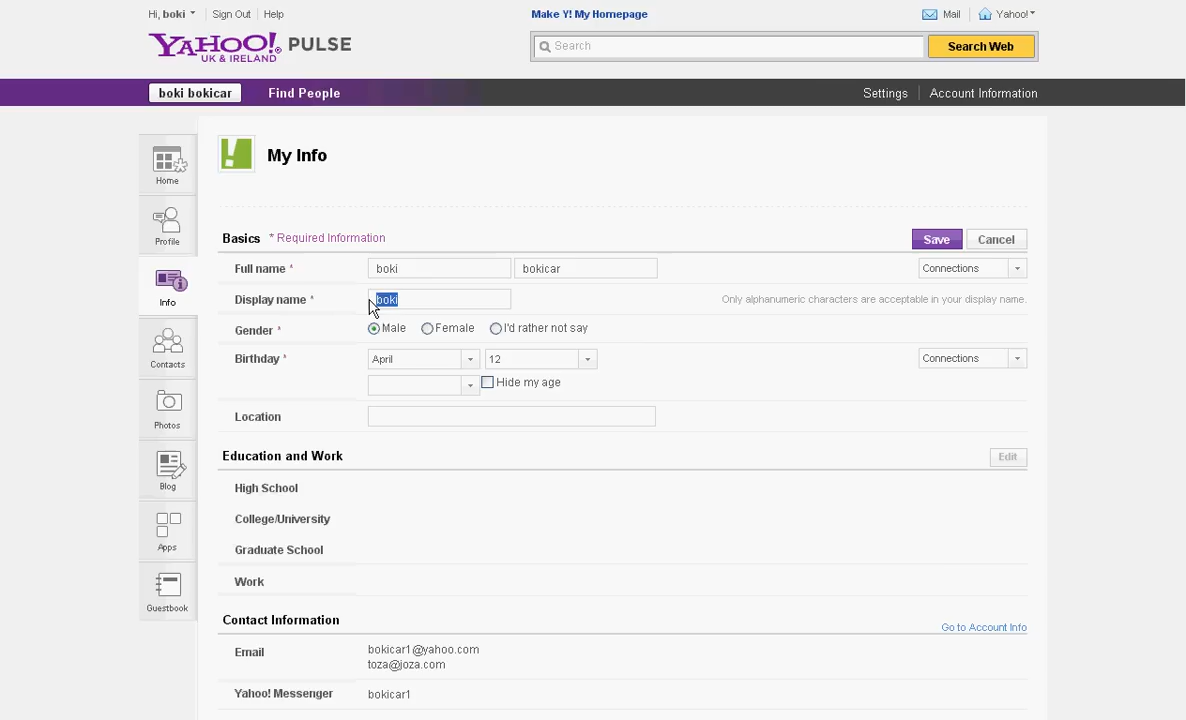 Hi, boki Sign Out Help Make Y! My Homepage Mail Yahoo!
YAHOO! PULSE
UK & IRELAND
Search Search Web
boki bokicar Find People Settings Account Information
Home
Profile
Info
Contacts
Photos
Blog
Apps
Guestbook
My Info
Basics * Required Information Save Cancel
Full name * boki bokicar Connections
Display name * boki Only alphanumeric characters are acceptable in your display name.
Gender * Male Female I'd rather not say
Birthday * April 12 Connections
Hide my age
Location
Education and Work Edit
High School
College/University
Graduate School
Work
Contact Information Go to Account Info
Email bokicar1@yahoo.com
toza@joza.com
Yahoo! Messenger bokicar1